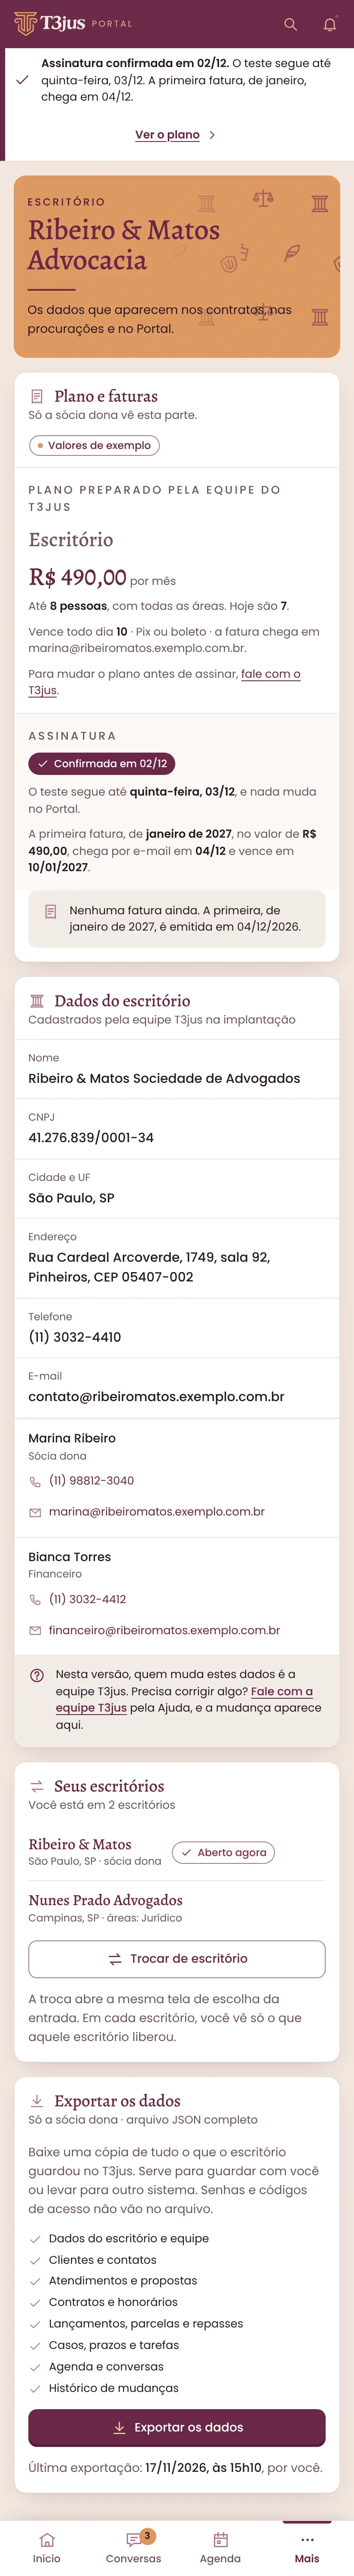 T3jus PORTAL
Assinatura confirmada em 02/12. O teste segue até
quinta-feira, 03/12. A primeira fatura, de janeiro,
chega em 04/12.
Ver o plano
ESCRITÓRIO
Ribeiro & Matos
Advocacia
Os dados que aparecem nos contratos, nas
procurações e no Portal.
Plano e faturas
Só a sócia dona vê esta parte.
Valores de exemplo
PLANO PREPARADO PELA EQUIPE DO
T3JUS
Escritório
R$ 490,00 por mês
Até 8 pessoas, com todas as áreas. Hoje são 7.
Vence todo dia 10 · Pix ou boleto · a fatura chega em
marina@ribeiromatos.exemplo.com.br.
Para mudar o plano antes de assinar, fale com o
T3jus.
ASSINATURA
Confirmada em 02/12
O teste segue até quinta-feira, 03/12, e nada muda
no Portal.
A primeira fatura, de janeiro de 2027, no valor de R$
490,00, chega por e-mail em 04/12 e vence em
10/01/2027.
Nenhuma fatura ainda. A primeira, de
janeiro de 2027, é emitida em 04/12/2026.
Dados do escritório
Cadastrados pela equipe T3jus na implantação
Nome
Ribeiro & Matos Sociedade de Advogados
CNPJ
41.276.839/0001-34
Cidade e UF
São Paulo, SP
Endereço
Rua Cardeal Arcoverde, 1749, sala 92,
Pinheiros, CEP 05407-002
Telefone
(11) 3032-4410
E-mail
contato@ribeiromatos.exemplo.com.br
Marina Ribeiro
Sócia dona
(11) 98812-3040
marina@ribeiromatos.exemplo.com.br
Bianca Torres
Financeiro
(11) 3032-4412
financeiro@ribeiromatos.exemplo.com.br
Nesta versão, quem muda estes dados é a
equipe T3jus. Precisa corrigir algo? Fale com a
equipe T3jus pela Ajuda, e a mudança aparece
aqui.
Seus escritórios
Você está em 2 escritórios
Ribeiro & Matos
São Paulo, SP · sócia dona
Aberto agora
Nunes Prado Advogados
Campinas, SP · áreas: Jurídico
Trocar de escritório
A troca abre a mesma tela de escolha da
entrada. Em cada escritório, você vê só o que
aquele escritório liberou.
Exportar os dados
Só a sócia dona · arquivo JSON completo
Baixe uma cópia de tudo o que o escritório
guardou no T3jus. Serve para guardar com você
ou levar para outro sistema. Senhas e códigos
de acesso não vão no arquivo.
Dados do escritório e equipe
Clientes e contatos
Atendimentos e propostas
Contratos e honorários
Lançamentos, parcelas e repasses
Casos, prazos e tarefas
Agenda e conversas
Histórico de mudanças
Exportar os dados
Última exportação: 17/11/2026, às 15h10, por você.
3
Início
Conversas
Agenda
Mais